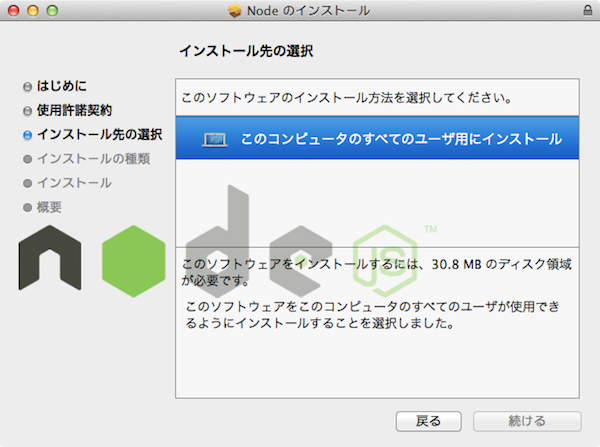 Node のインストール
インストール先の選択
はじめに
使用許諾契約
インストール先の選択
インストールの種類
インストール
概要
このソフトウェアのインストール方法を選択してください。
このコンピュータのすべてのユーザ用にインストール
node
JS
TM
このソフトウェアをインストールするには、30.8 MB のディスク領域
が必要です。
このソフトウェアをこのコンピュータのすべてのユーザが使用でき
るようにインストールすることを選択しました。
戻る
続ける